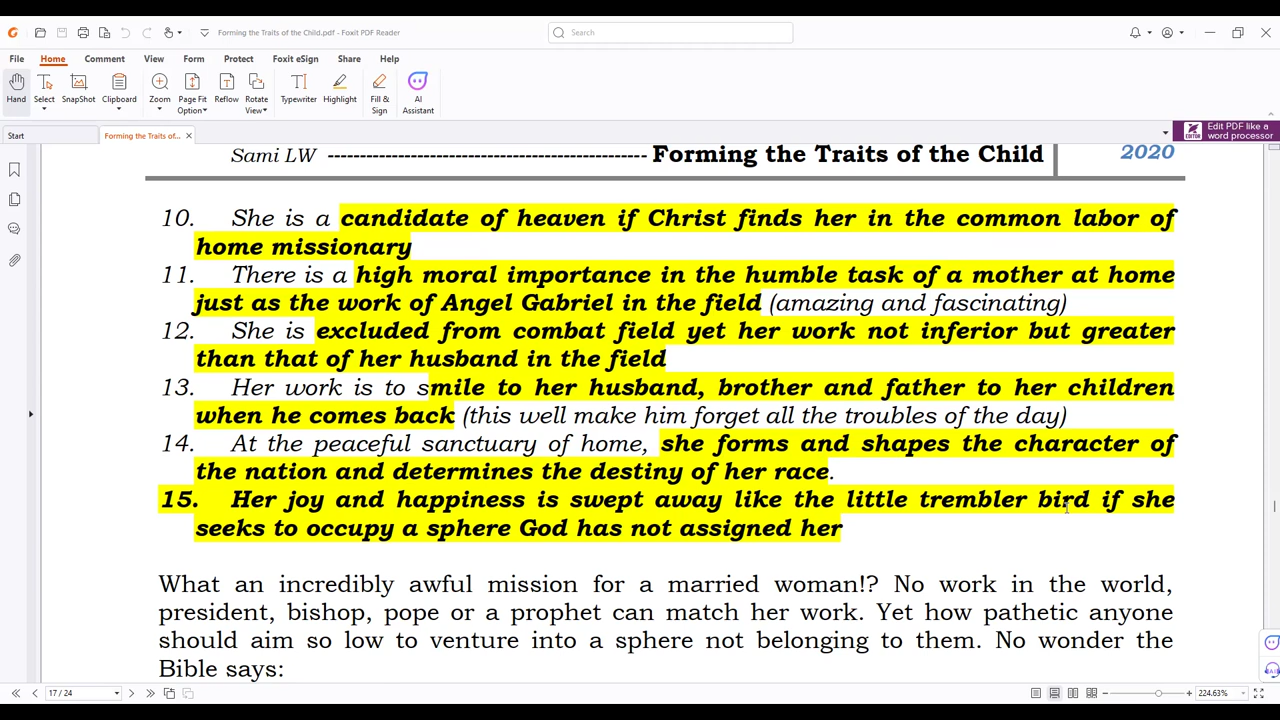 Forming the Traits of the Child.pdf - Foxit PDF Reader
Search
File Home Comment View Form Protect Foxit eSign Share Help
Hand Select SnapShot Clipboard Zoom Page Fit Option Reflow Rotate View Typewriter Highlight Fill & Sign AI Assistant
Start Forming the Traits of... Edit PDF like a word processor
EDITOR
Sami LW ------------------------------------------------- Forming the Traits of the Child 2020
10. She is a candidate of heaven if Christ finds her in the common labor of
home missionary
11. There is a high moral importance in the humble task of a mother at home
just as the work of Angel Gabriel in the field (amazing and fascinating)
12. She is excluded from combat field yet her work not inferior but greater
than that of her husband in the field
13. Her work is to smile to her husband, brother and father to her children
when he comes back (this well make him forget all the troubles of the day)
14. At the peaceful sanctuary of home, she forms and shapes the character of
the nation and determines the destiny of her race.
15. Her joy and happiness is swept away like the little trembler bird if she
seeks to occupy a sphere God has not assigned her
What an incredibly awful mission for a married woman!? No work in the world,
president, bishop, pope or a prophet can match her work. Yet how pathetic anyone
should aim so low to venture into a sphere not belonging to them. No wonder the
Bible says:
17 / 24 224.63%